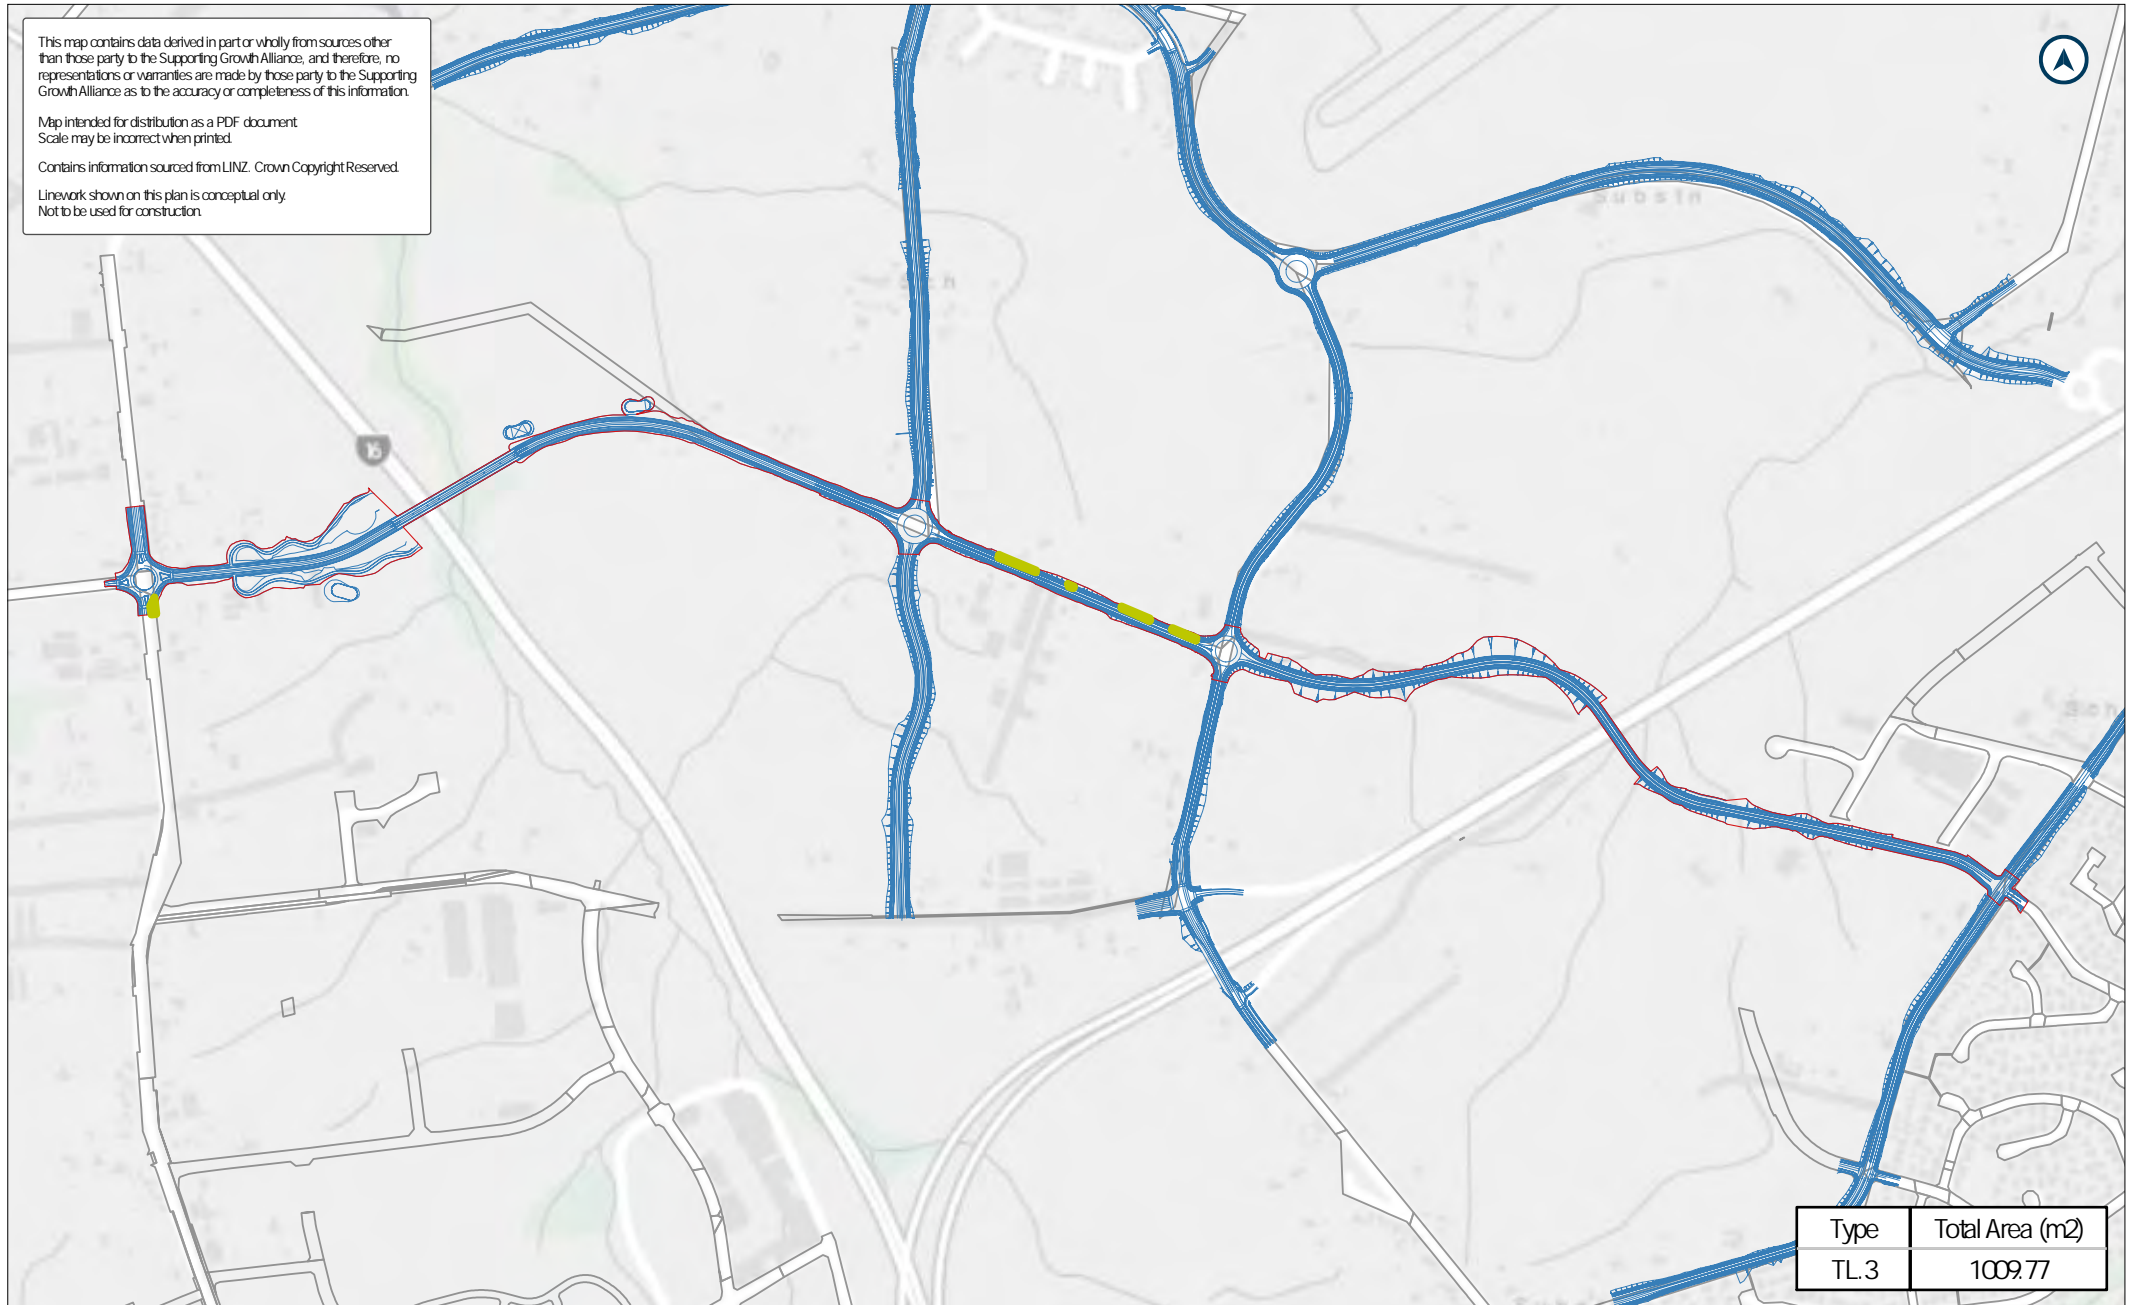 This map contains data derived in part or wholly from sources other
than those party to the Supporting Growth Alliance, and therefore, no
representations or warranties are made by those party to the Supporting
Growth Alliance as to the accuracy or completeness of this information.
Map intended for distribution as a PDF document.
Scale may be incorrect when printed.
Contains information sourced from LINZ. Crown Copyright Reserved.
Linework shown on this plan is conceptual only.
Not to be used for construction.
Substn
Sch
16
Sch
Type Total Area (m2)
TL.3 1009.77